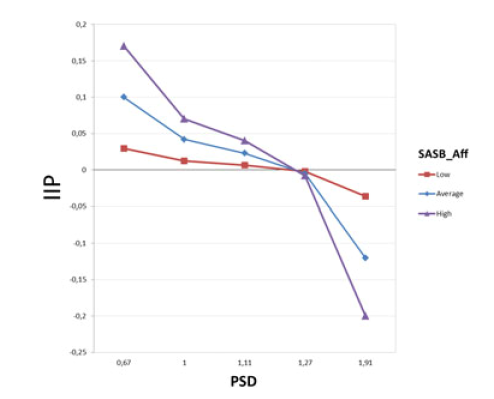 0,2
0,15
0,1
0,05
0
-0,05
-0,1
-0,15
-0,2
-0,25
IIP
0,67 1 1,11 1,27 1,91
PSD
SASB_Aff
Low
Average
High